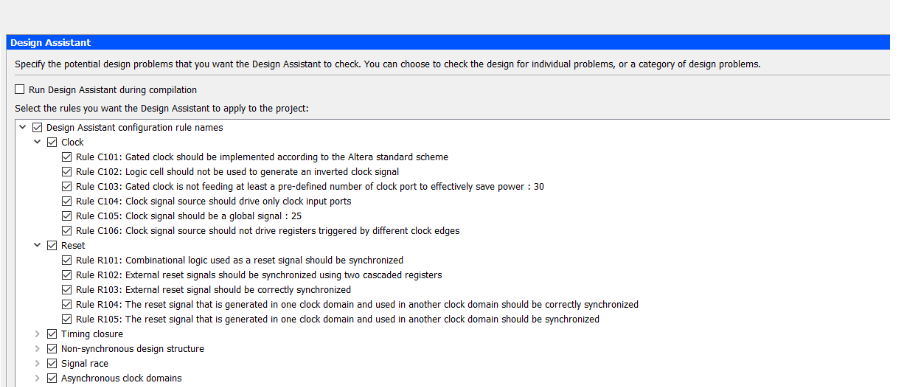 Design Assistant
Specify the potential design problems that you want the Design Assistant to check. You can choose to check the design for individual problems, or a category of design problems.
Run Design Assistant during compilation
Select the rules you want the Design Assistant to apply to the project:
Design Assistant configuration rule names
Clock
Rule C101: Gated clock should be implemented according to the Altera standard scheme
Rule C102: Logic cell should not be used to generate an inverted clock signal
Rule C103: Gated clock is not feeding at least a pre-defined number of clock port to effectively save power : 30
Rule C104: Clock signal source should drive only clock input ports
Rule C105: Clock signal should be a global signal : 25
Rule C106: Clock signal source should not drive registers triggered by different clock edges
Reset
Rule R101: Combinational logic used as a reset signal should be synchronized
Rule R102: External reset signals should be synchronized using two cascaded registers
Rule R103: External reset signal should be correctly synchronized
Rule R104: The reset signal that is generated in one clock domain and used in another clock domain should be correctly synchronized
Rule R105: The reset signal that is generated in one clock domain and used in another clock domain should be synchronized
Timing closure
Non-synchronous design structure
Signal race
Asynchronous clock domains